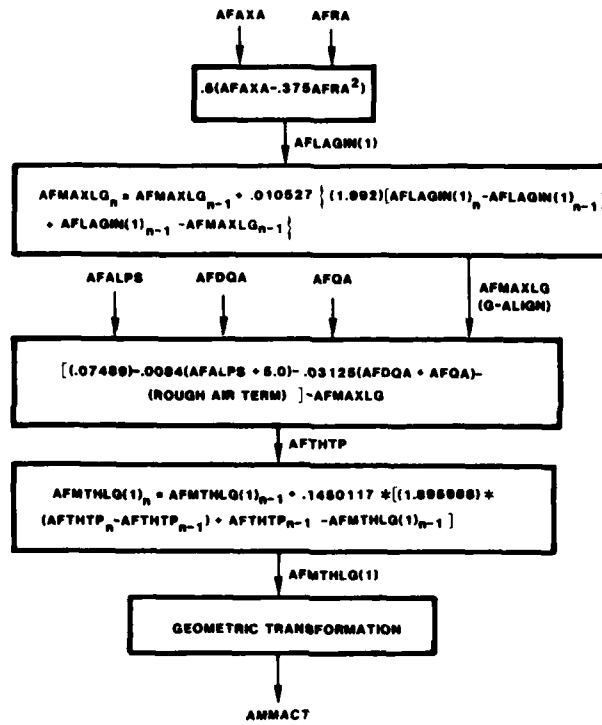 AFAXA AFRA
.6(AFAXA-.375AFRA²)
AFLAGIN(1)
AFMAXLGₙ = AFMAXLGₙ₋₁ + .010527 { (1.992)[AFLAGIN(1)ₙ-AFLAGIN(1)ₙ₋₁]
+ AFLAGIN(1)ₙ₋₁ -AFMAXLGₙ₋₁}
AFALPS AFDQA AFQA AFMAXLG
(G-ALIGN)
[(.07489)-.0084(AFALPS + 5.0)-.03125(AFDQA + AFQA)-
(ROUGH AIR TERM) ]-AFMAXLG
AFTHTP
AFMTHLG(1)ₙ = AFMTHLG(1)ₙ₋₁ + .1450117 *[(1.895988) *
(AFTHTPₙ-AFTHTPₙ₋₁) + AFTHTPₙ₋₁ -AFMTHLG(1)ₙ₋₁]
AFMTHLG(1)
GEOMETRIC TRANSFORMATION
AMMAC7